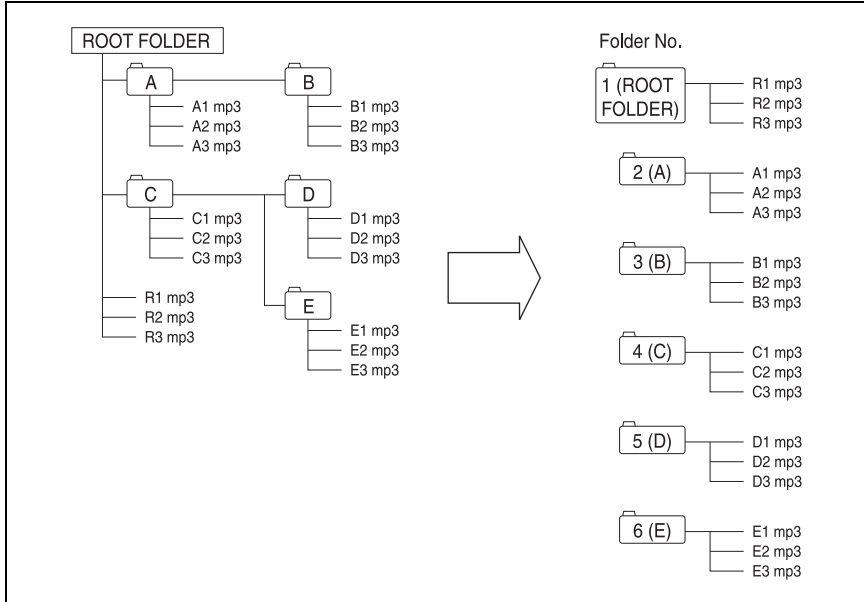 ROOT FOLDER
A
B
A1 mp3
A2 mp3
A3 mp3
B1 mp3
B2 mp3
B3 mp3
C
D
C1 mp3
C2 mp3
C3 mp3
D1 mp3
D2 mp3
D3 mp3
R1 mp3
R2 mp3
R3 mp3
E
E1 mp3
E2 mp3
E3 mp3
Folder No.
1 (ROOT
FOLDER)
R1 mp3
R2 mp3
R3 mp3
2 (A)
A1 mp3
A2 mp3
A3 mp3
3 (B)
B1 mp3
B2 mp3
B3 mp3
4 (C)
C1 mp3
C2 mp3
C3 mp3
5 (D)
D1 mp3
D2 mp3
D3 mp3
6 (E)
E1 mp3
E2 mp3
E3 mp3